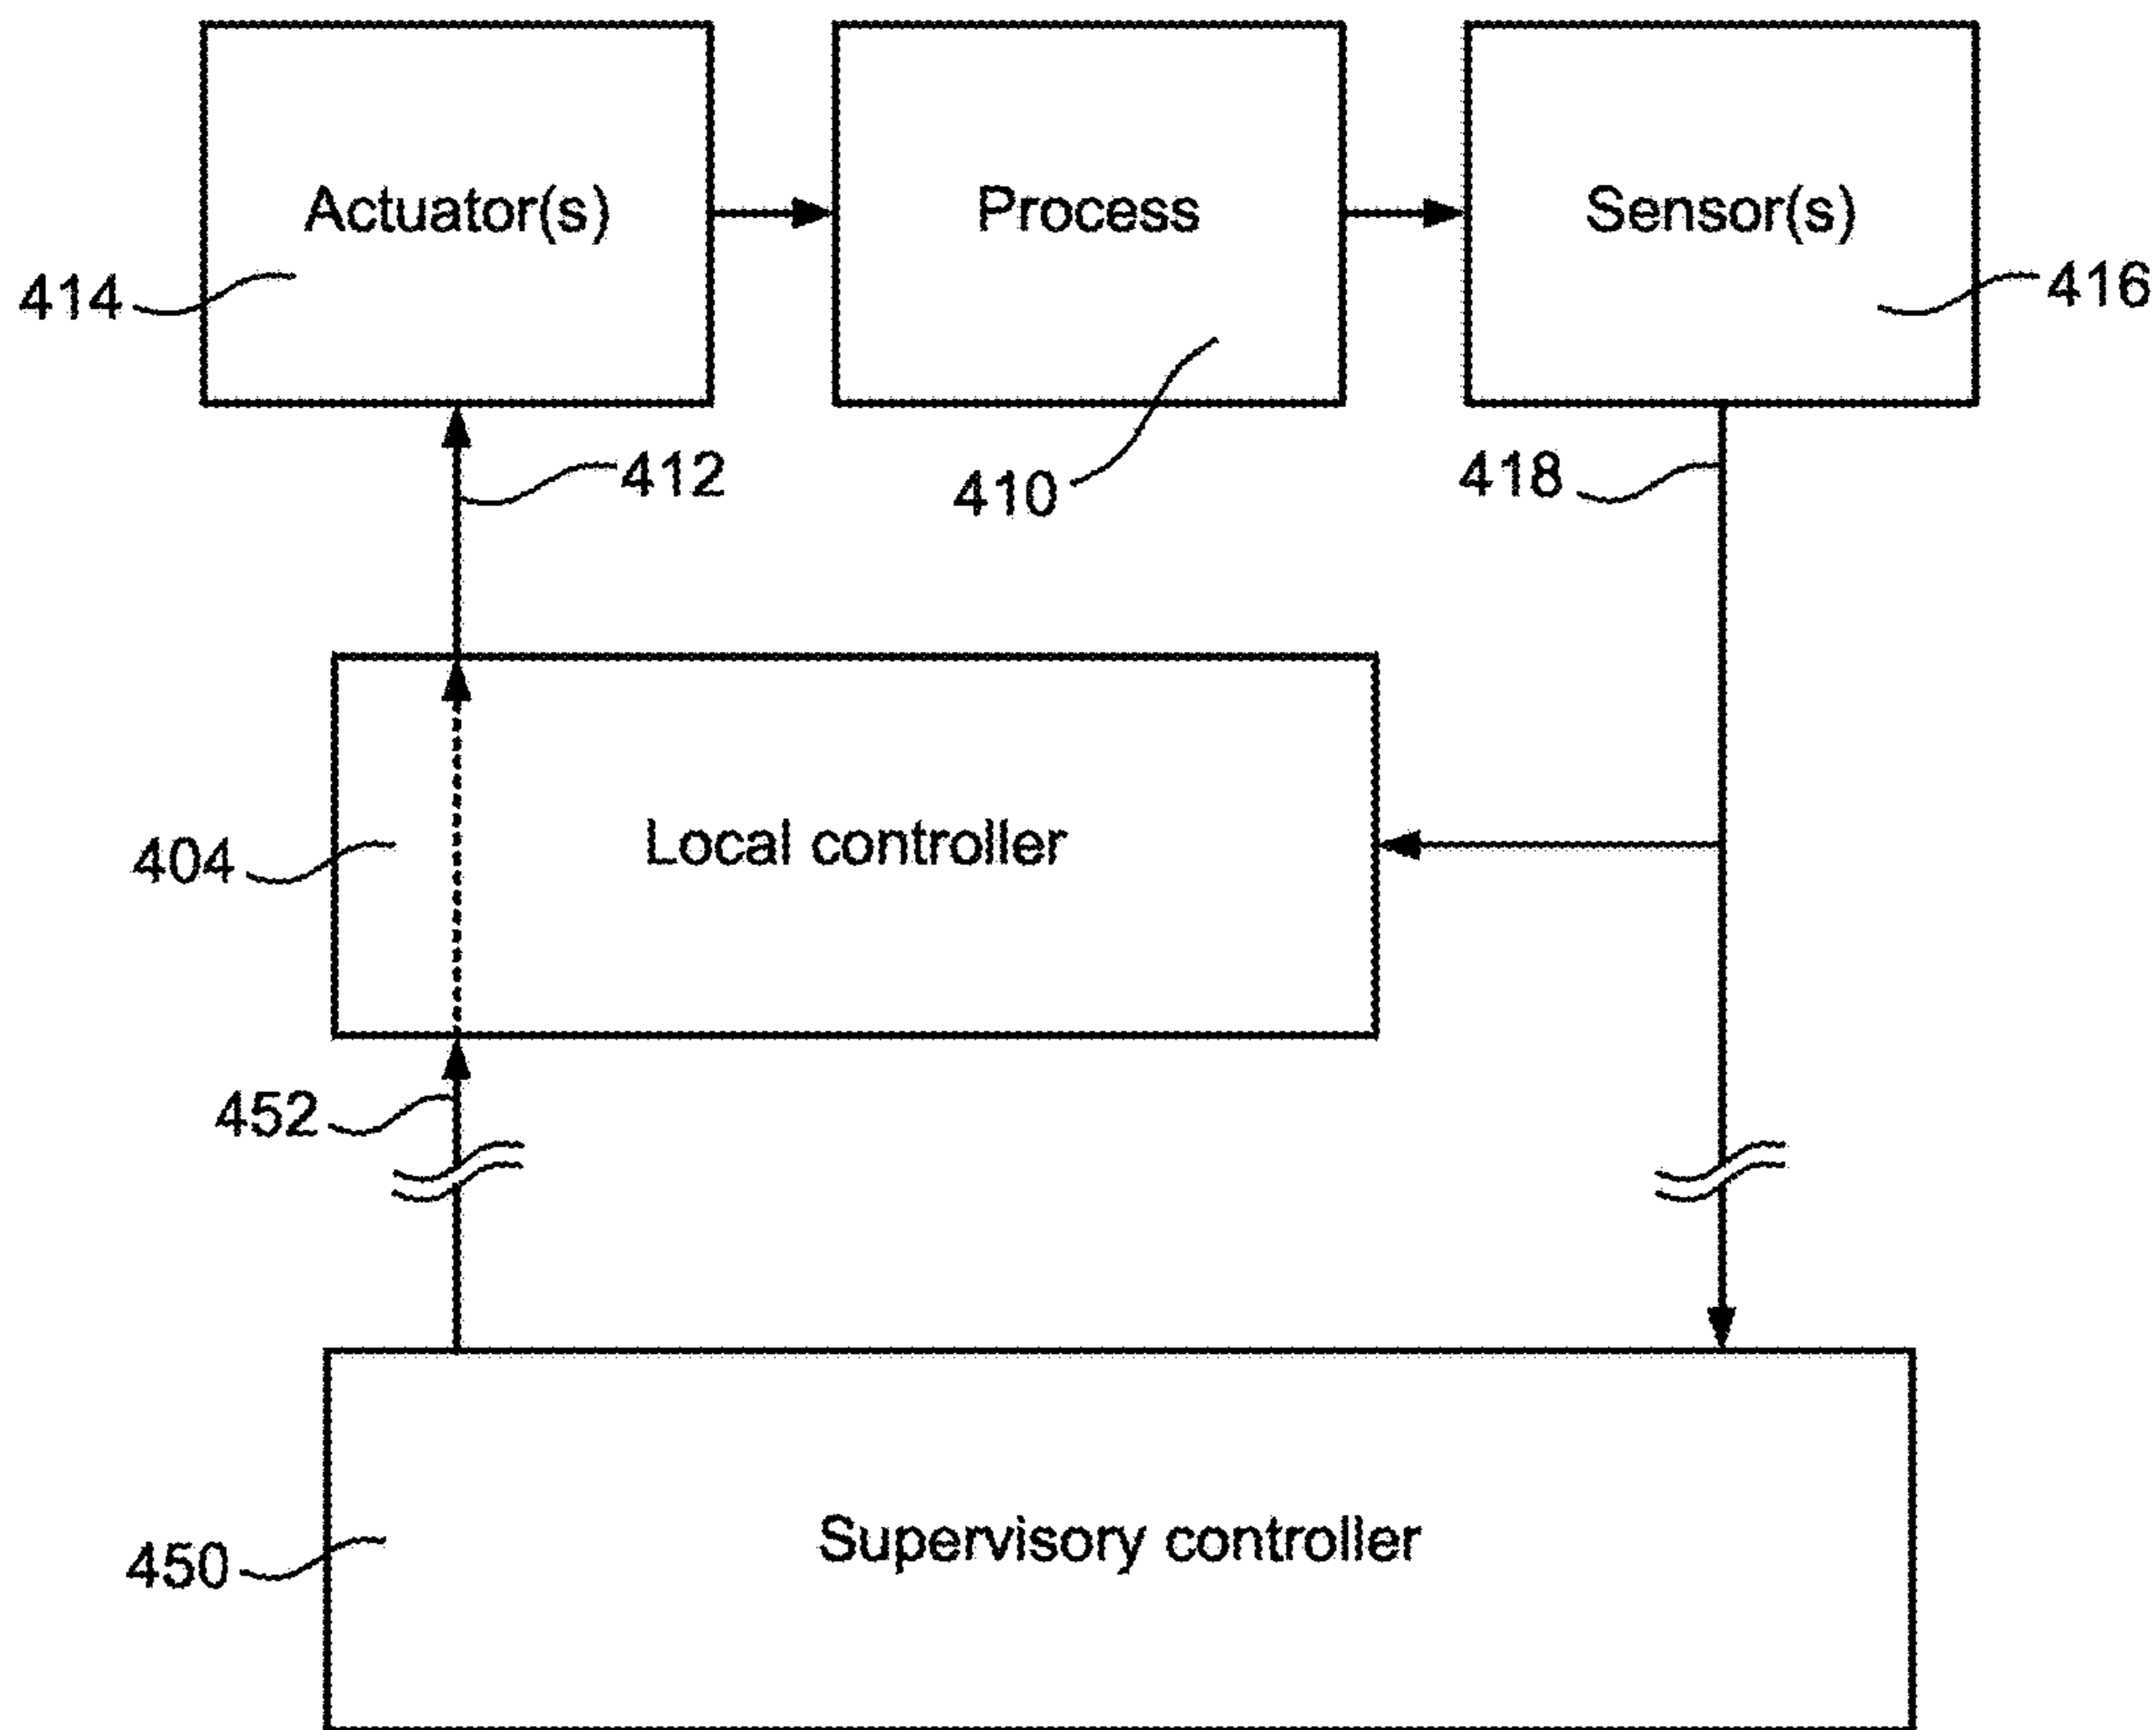 Actuator(s)
Process
Sensor(s)
414
416
412
410
418
Local controller
404
452
Supervisory controller
450